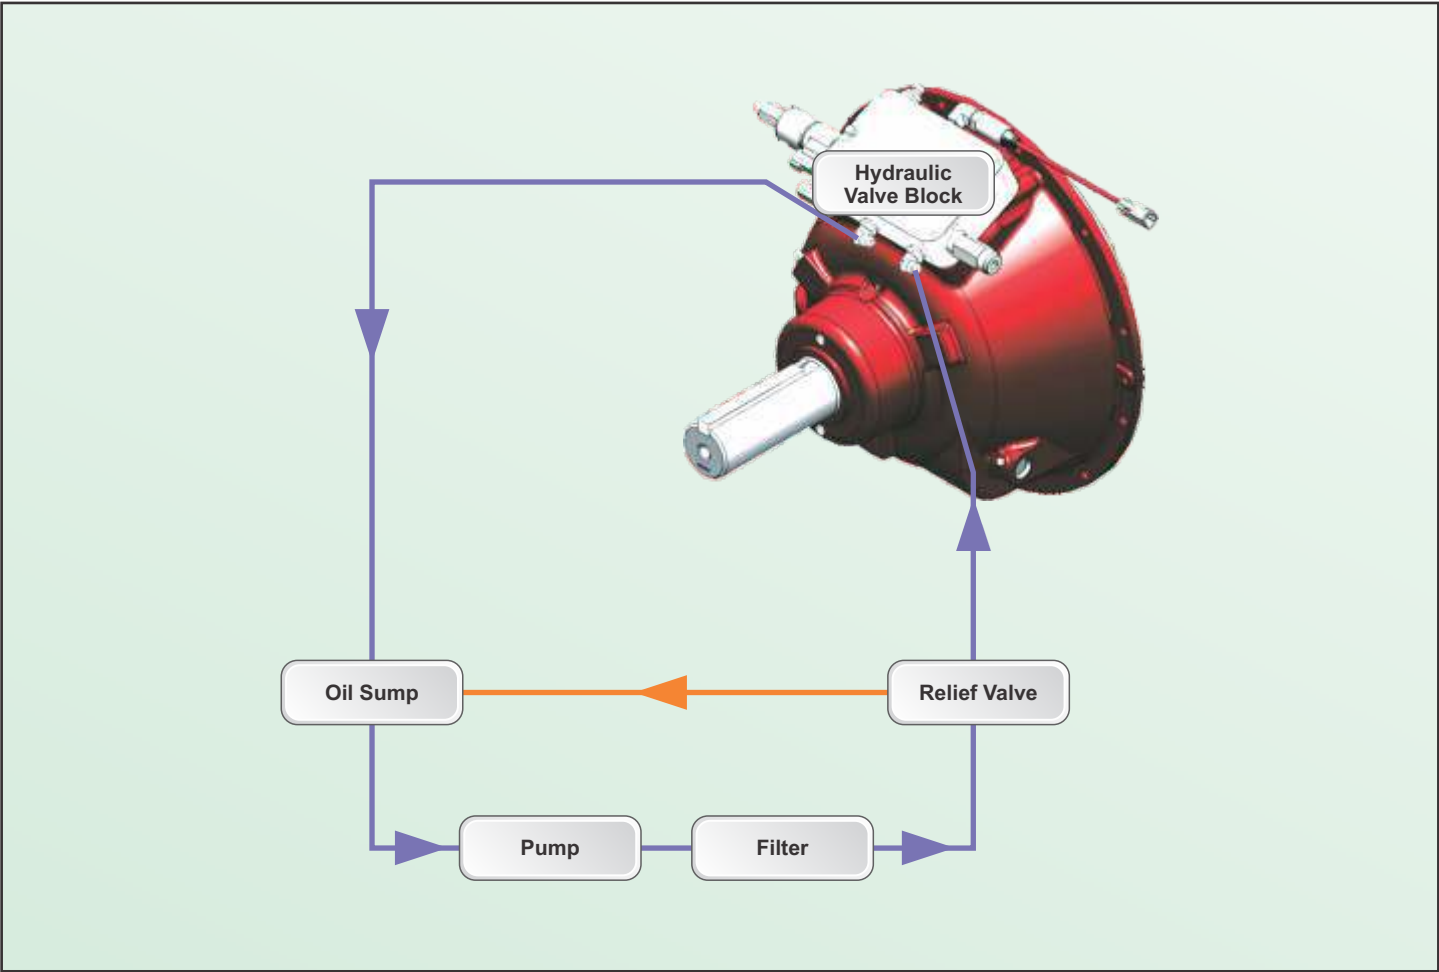 Hydraulic
Valve Block
Oil Sump
Relief Valve
Pump
Filter